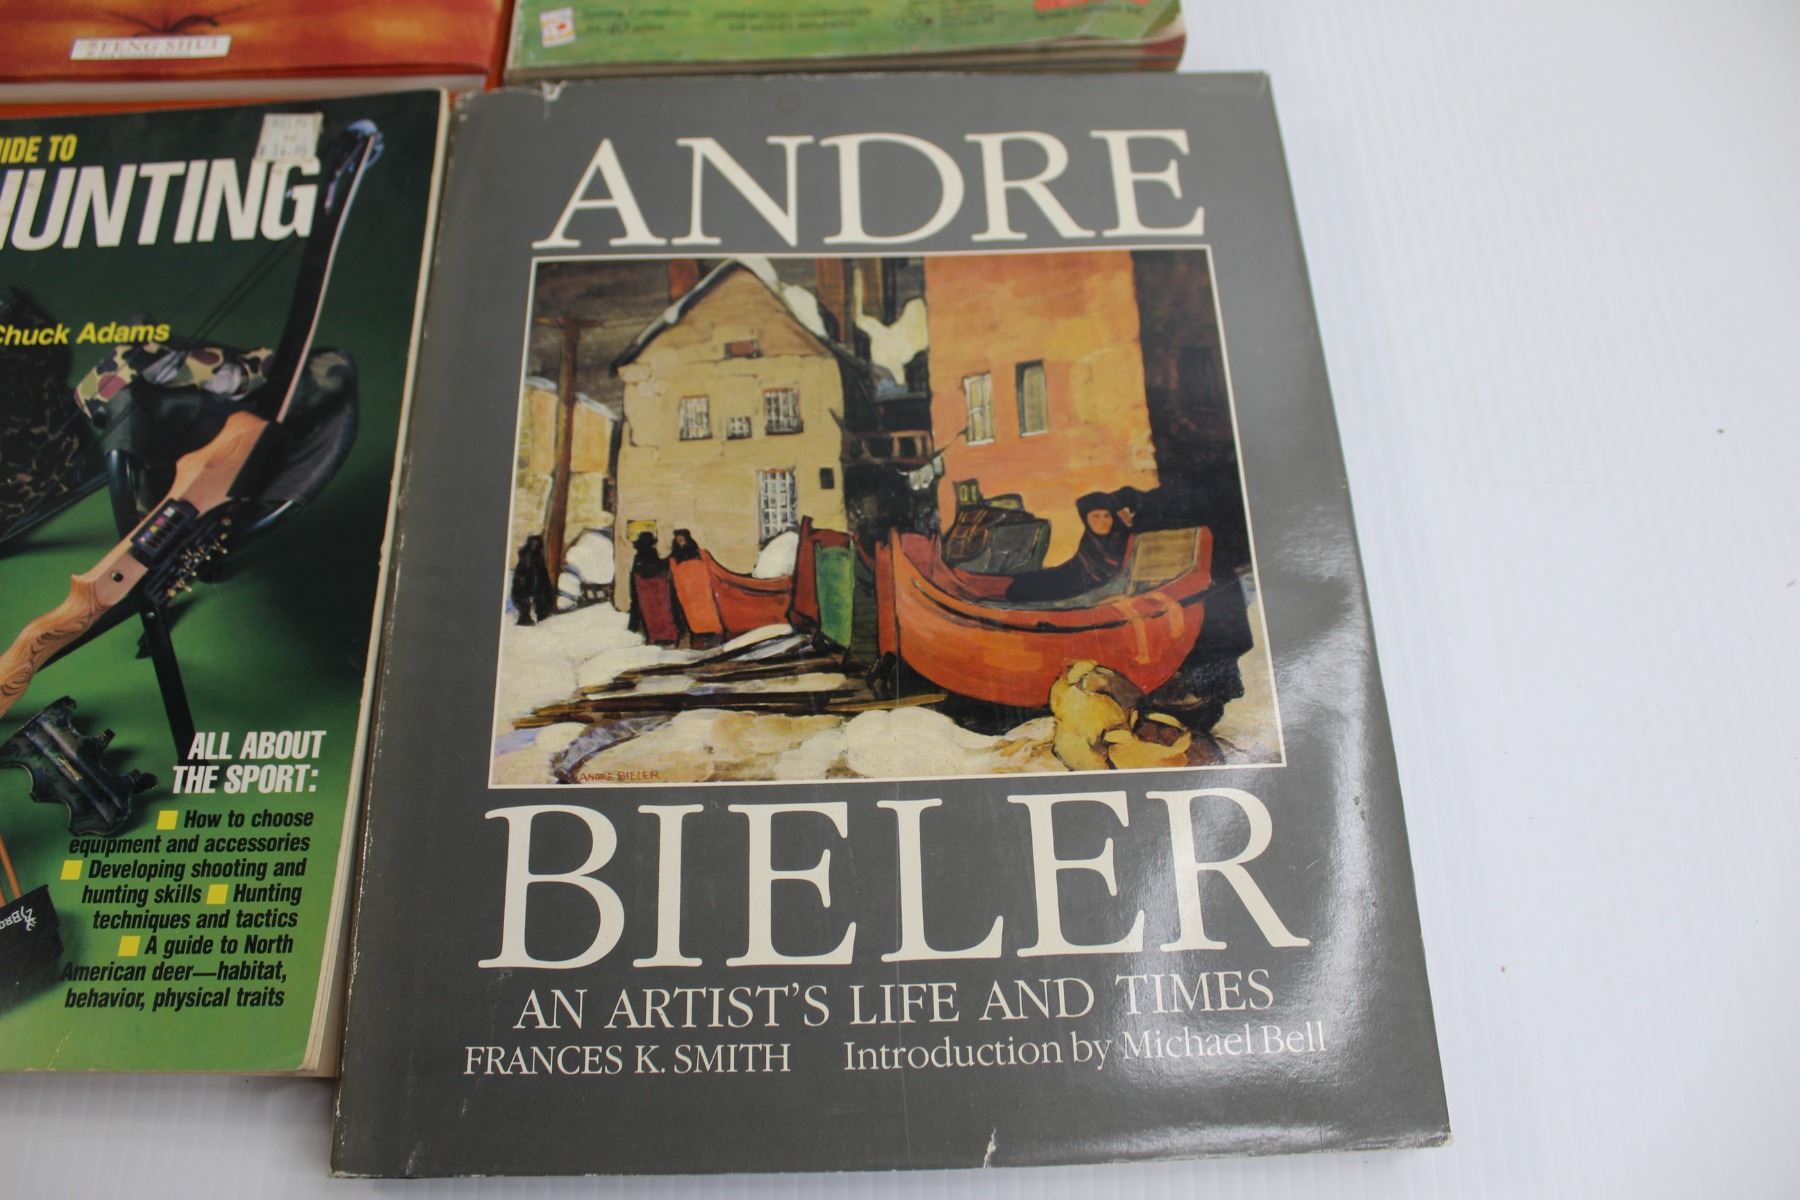 FENG SHUI
IDE TO
HUNTING
Chuck Adams
ALL ABOUT
THE SPORT:
How to choose
equipment and accessories
Developing shooting and
hunting skills Hunting
techniques and tactics
A guide to North
American deer—habitat,
behavior, physical traits
ANDRE
ANDRÉ BIELER
BIELER
AN ARTIST'S LIFE AND TIMES
FRANCES K. SMITH Introduction by Michael Bell